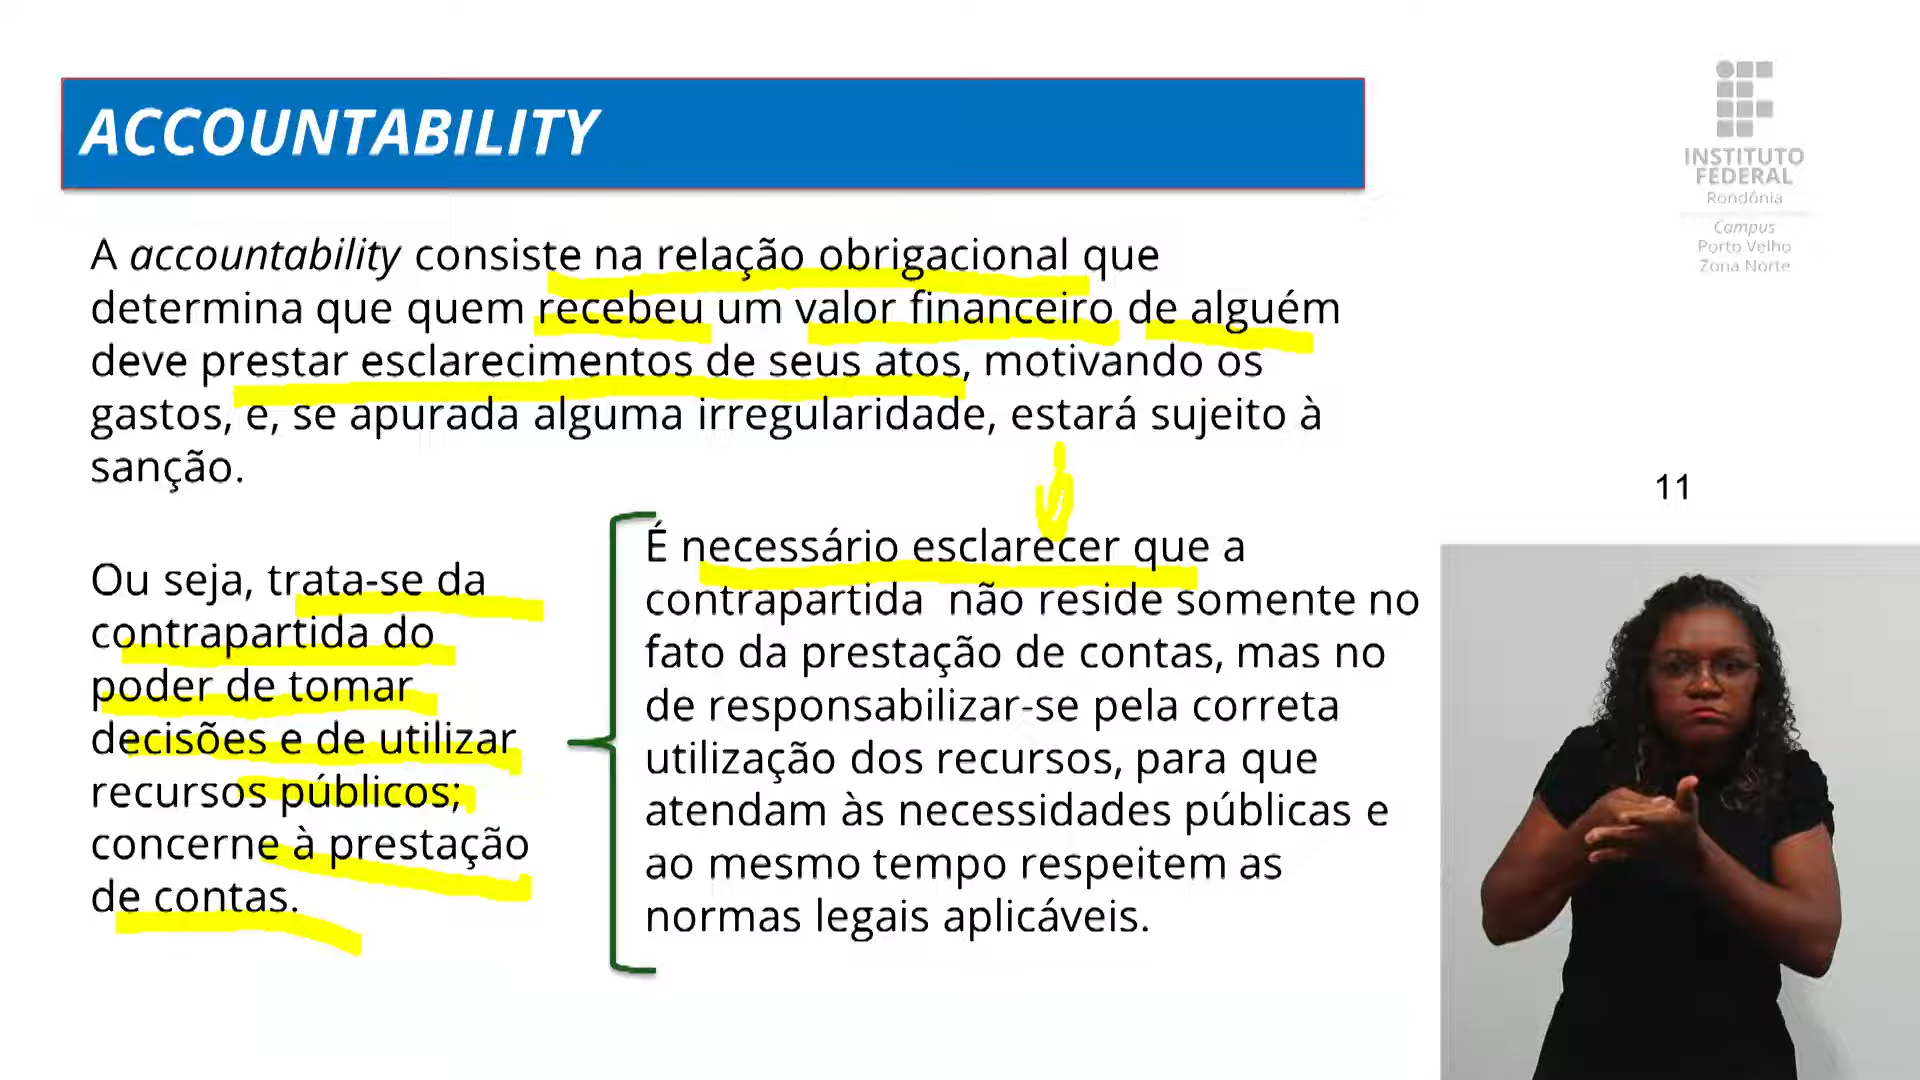 ACCOUNTABILITY
INSTITUTO
FEDERAL
Rondônia
Campus
Porto Velho
Zona Norte
A accountability consiste na relação obrigacional que
determina que quem recebeu um valor financeiro de alguém
deve prestar esclarecimentos de seus atos, motivando os
gastos, e, se apurada alguma irregularidade, estará sujeito à
sanção.
11
Ou seja, trata-se da
contrapartida do
poder de tomar
decisões e de utilizar
recursos públicos;
concerne à prestação
de contas.
É necessário esclarecer que a
contrapartida não reside somente no
fato da prestação de contas, mas no
de responsabilizar-se pela correta
utilização dos recursos, para que
atendam às necessidades públicas e
ao mesmo tempo respeitem as
normas legais aplicáveis.